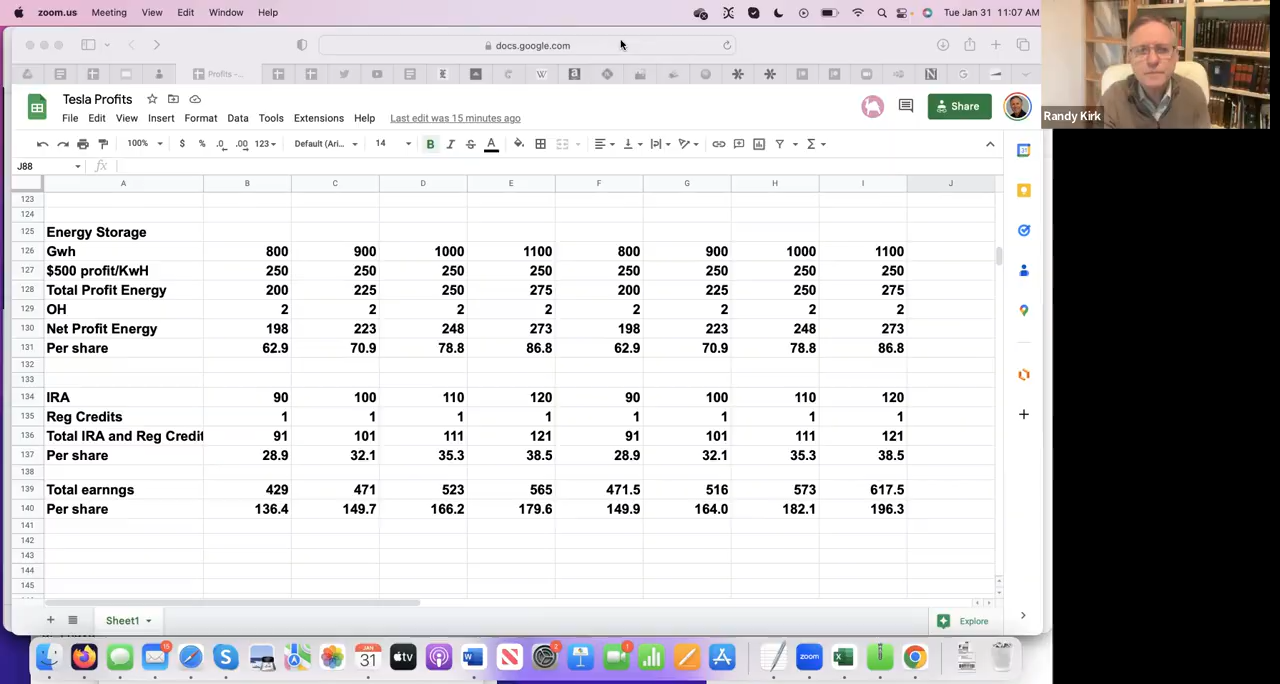 zoom.us Meeting View Edit Window Help Tue Jan 31 11:07 AM
docs.google.com
Profits -...
Tesla Profits
Share
File Edit View Insert Format Data Tools Extensions Help Last edit was 15 minutes ago
100% $ % .0 .00 123 Default (Ari... 14 B I S A
J88 fx
A B C D E F G H I J
123
124
125 Energy Storage
126 Gwh 800 900 1000 1100 800 900 1000 1100
127 $500 profit/KwH 250 250 250 250 250 250 250 250
128 Total Profit Energy 200 225 250 275 200 225 250 275
129 OH 2 2 2 2 2 2 2 2
130 Net Profit Energy 198 223 248 273 198 223 248 273
131 Per share 62.9 70.9 78.8 86.8 62.9 70.9 78.8 86.8
132
133
134 IRA 90 100 110 120 90 100 110 120
135 Reg Credits 1 1 1 1 1 1 1 1
136 Total IRA and Reg Credit 91 101 111 121 91 101 111 121
137 Per share 28.9 32.1 35.3 38.5 28.9 32.1 35.3 38.5
138
139 Total earnngs 429 471 523 565 471.5 516 573 617.5
140 Per share 136.4 149.7 166.2 179.6 149.9 164.0 182.1 196.3
141
142
143
144
145
Sheet1 Explore
Randy Kirk
JAN
31
tv
zoom